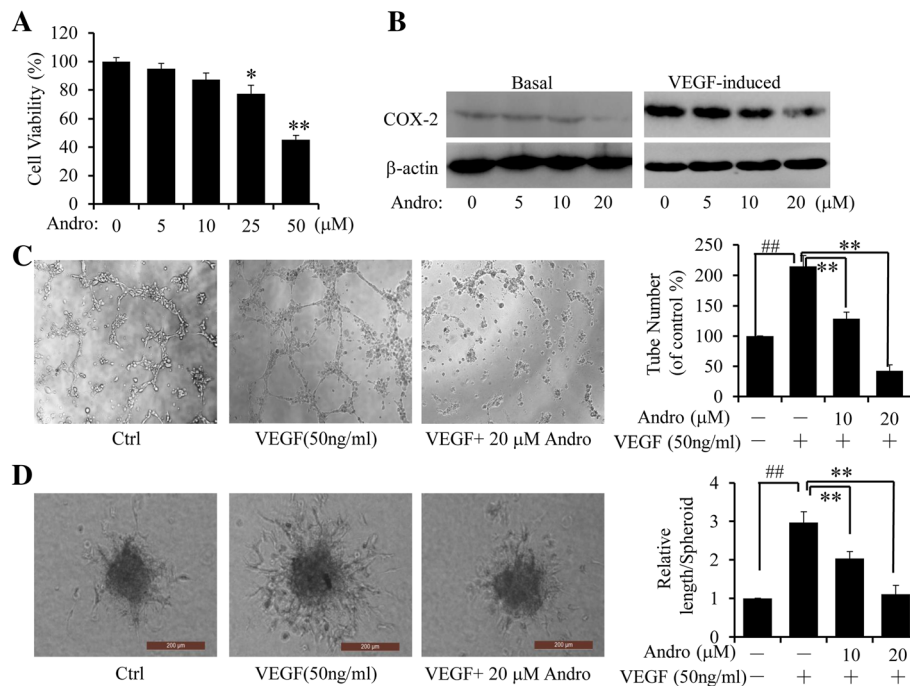 A
Cell Viability (%)
120
100
80
60
40
20
0
*
**
Andro: 0 5 10 25 50 (μM)
B
Basal VEGF-induced
COX-2
β-actin
Andro: 0 5 10 20 0 5 10 20 (μM)
C
Ctrl VEGF(50ng/ml) VEGF+ 20 μM Andro
Tube Number
(of control %)
250
200
150
100
50
0
## **
**
Andro (μM) — — 10 20
VEGF (50ng/ml) — + + +
D
200 μm 200 μm 200 μm
Ctrl VEGF(50ng/ml) VEGF+ 20 μM Andro
Relative
length/Spheroid
4
3
2
1
0
## **
**
Andro (μM) — — 10 20
VEGF (50ng/ml) — + + +